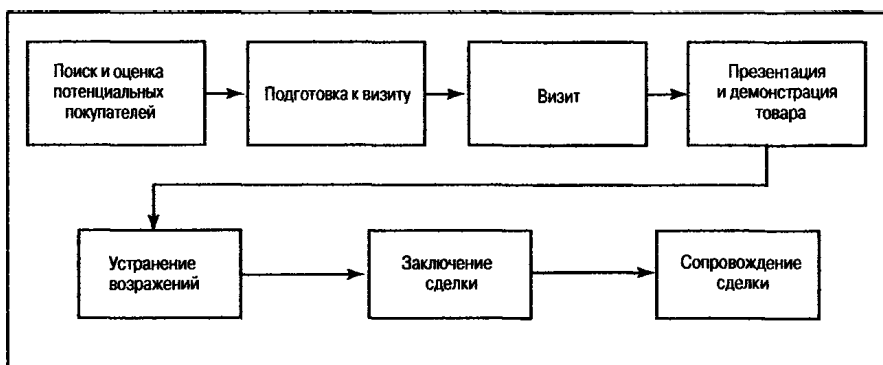 Поиск и оценка
потенциальных
покупателей
Подготовка к визиту
Визит
Презентация
и демонстрация
товара
Устранение
возражений
Заключение
сделки
Сопровождение
сделки